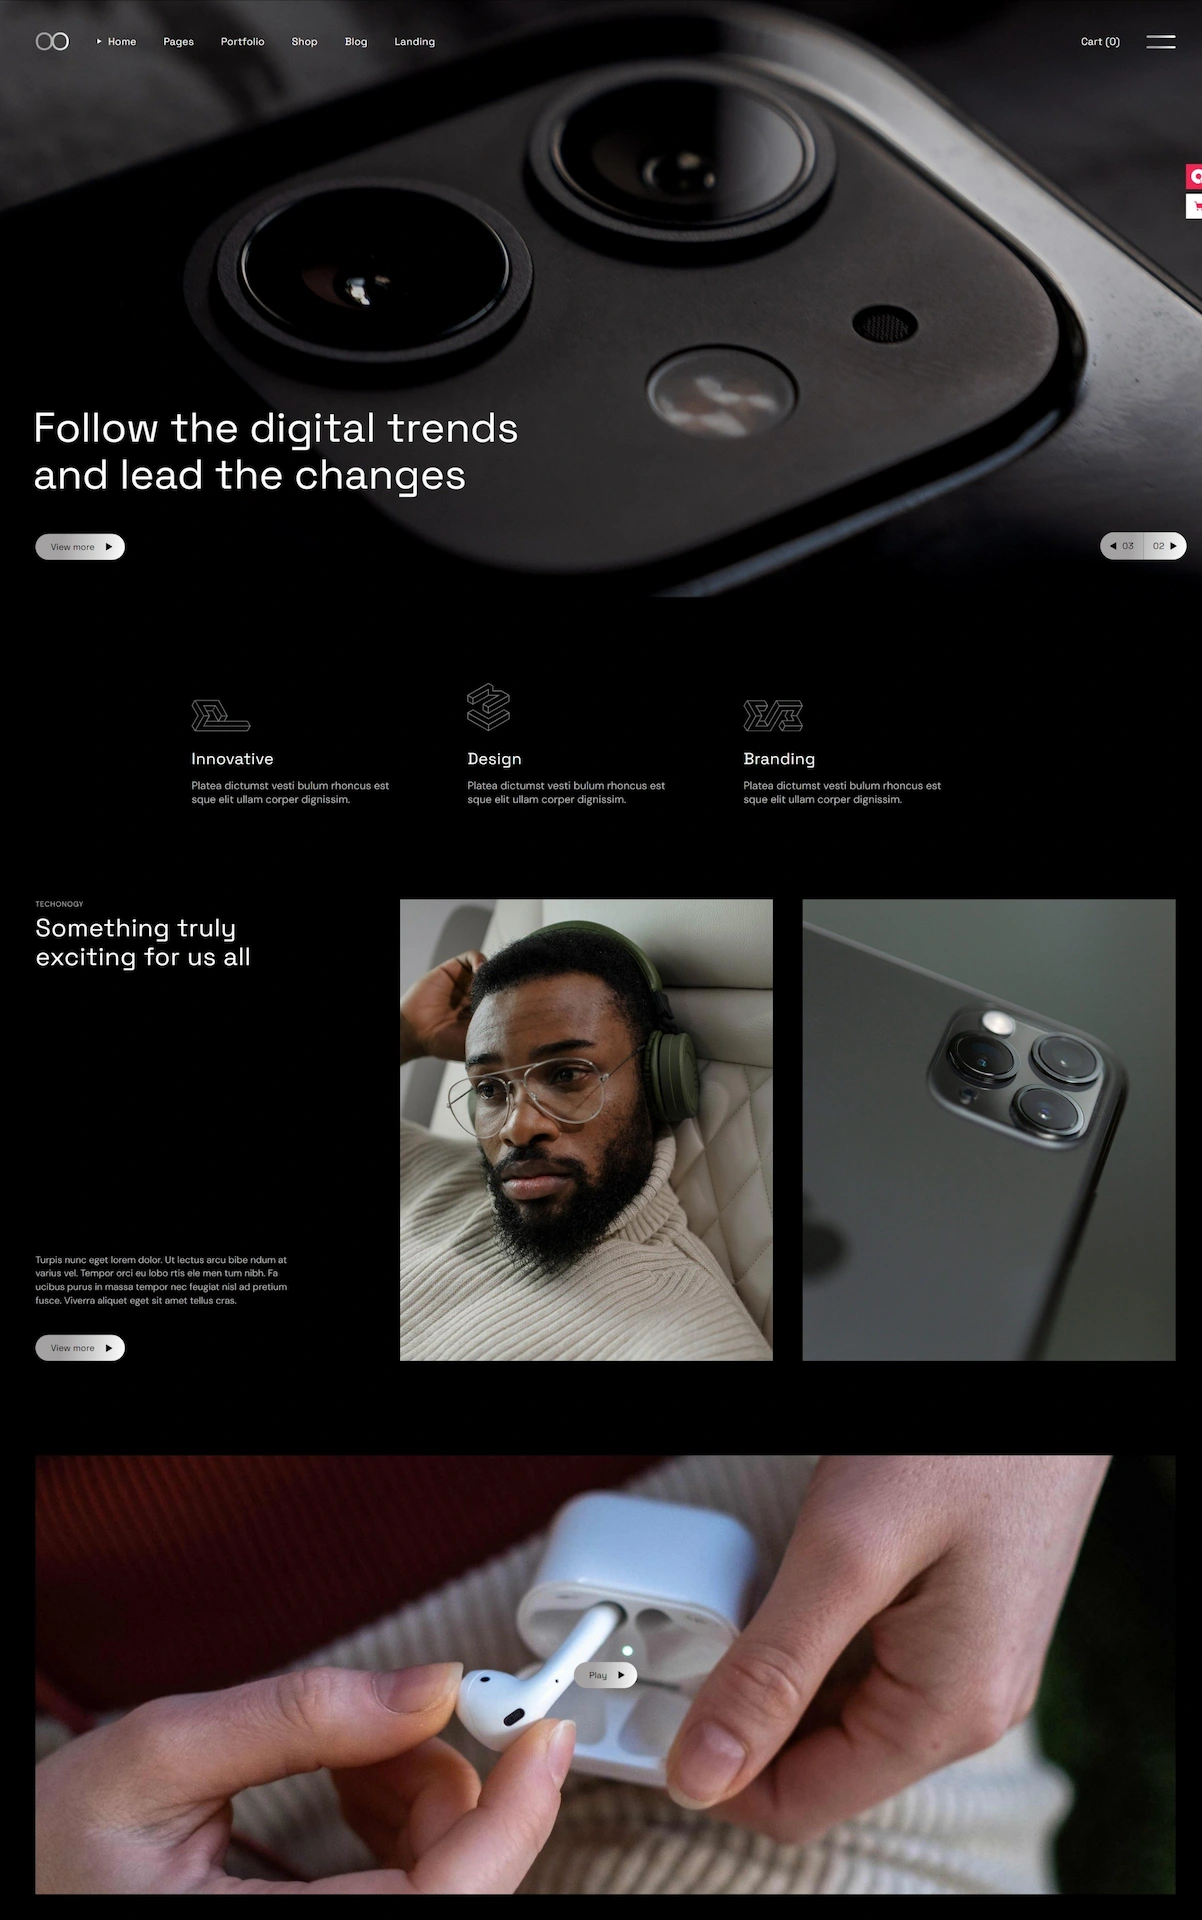 Home Pages Portfolio Shop Blog Landing Cart (0)
Follow the digital trends
and lead the changes
View more
03 02
Innovative
Platea dictumst vesti bulum rhoncus est
sque elit ullam corper dignissim.
Design
Platea dictumst vesti bulum rhoncus est
sque elit ullam corper dignissim.
Branding
Platea dictumst vesti bulum rhoncus est
sque elit ullam corper dignissim.
TECHONOGY
Something truly
exciting for us all
Turpis nunc eget lorem dolor. Ut lectus arcu bibe ndum at
varius vel. Tempor orci eu lobo rtis ele men tum nibh. Fa
ucibus purus in massa tempor nec feugiat nisl ad pretium
fusce. Viverra aliquet eget sit amet tellus cras.
View more
Play